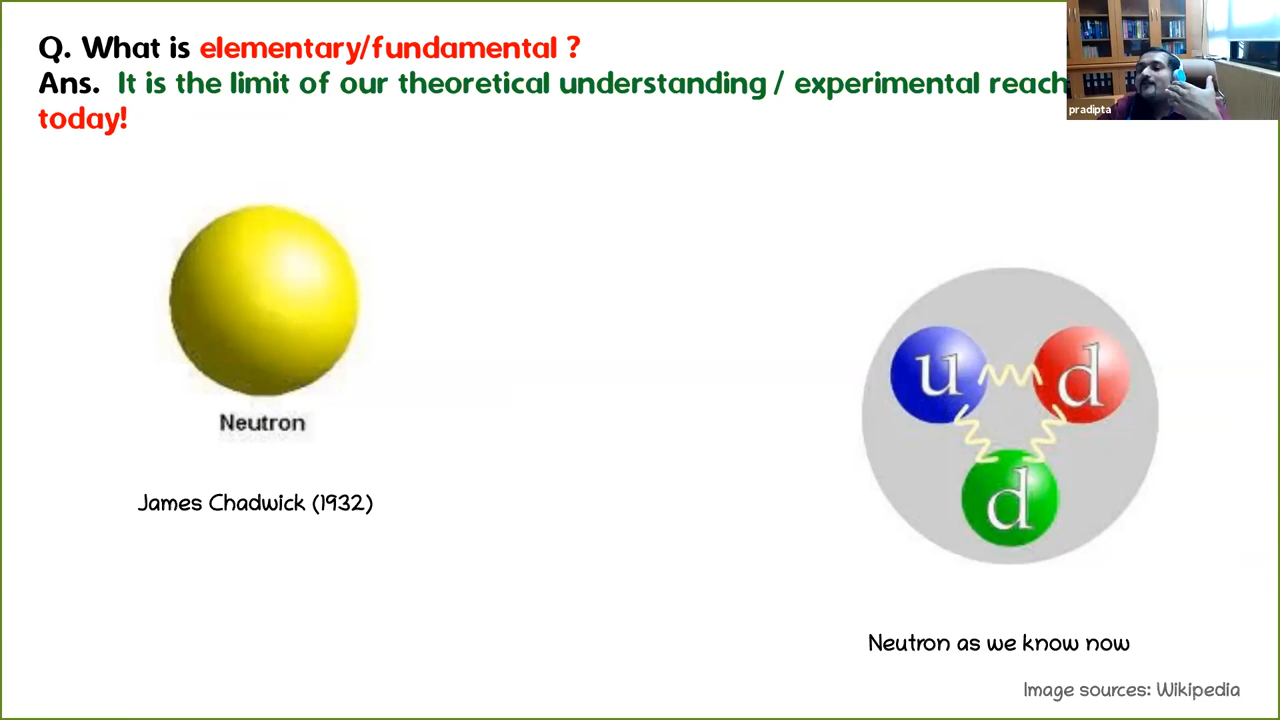 Q. What is elementary/fundamental ?
Ans. It is the limit of our theoretical understanding / experimental reach
today!
pradipta
u d
d
Neutron
James Chadwick (1932)
Neutron as we know now
Image sources: Wikipedia